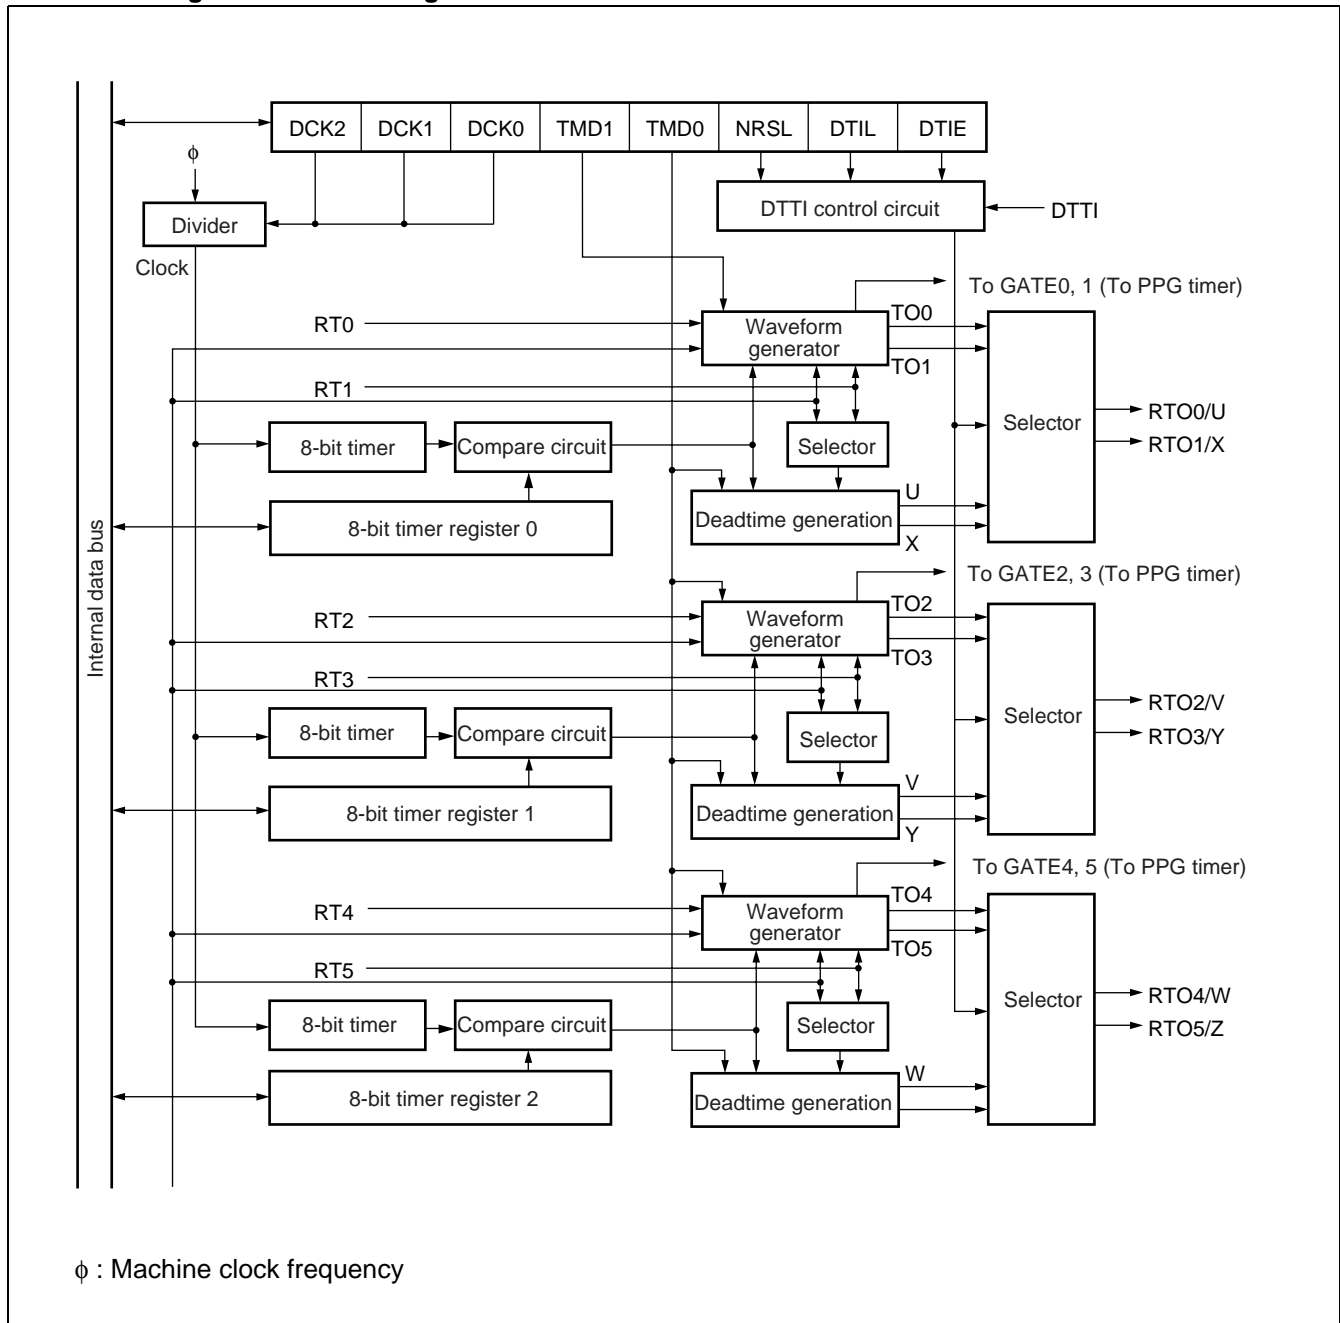 DCK2 DCK1 DCK0 TMD1 TMD0 NRSL DTIL DTIE
ϕ
Divider
DTTI control circuit
DTTI
Clock
To GATE0, 1 (To PPG timer)
RT0
Waveform
generator
TO0
TO1
RT1
Selector
RTO0/U
RTO1/X
8-bit timer
Compare circuit
Selector
8-bit timer register 0
Deadtime generation
U
X
Internal data bus
To GATE2, 3 (To PPG timer)
RT2
Waveform
generator
TO2
TO3
RT3
Selector
RTO2/V
RTO3/Y
8-bit timer
Compare circuit
Selector
8-bit timer register 1
Deadtime generation
V
Y
To GATE4, 5 (To PPG timer)
RT4
Waveform
generator
TO4
TO5
RT5
Selector
RTO4/W
RTO5/Z
8-bit timer
Compare circuit
Selector
8-bit timer register 2
Deadtime generation
W
ϕ : Machine clock frequency